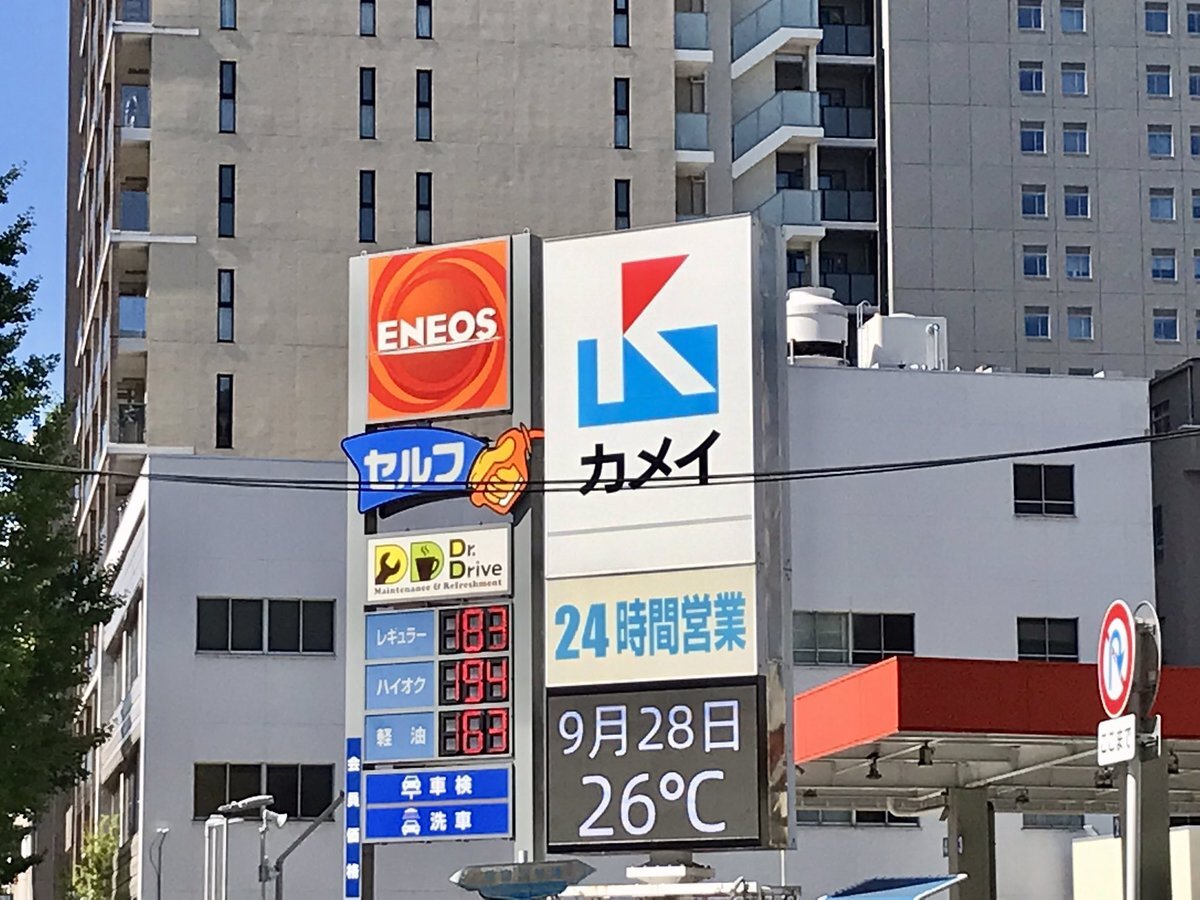 ENEOS
セルフ
Dr.
Drive
Maintenance & Refreshment
レギュラー 183
ハイオク 194
軽油 163
車検
洗車
会員価格
カメイ
24時間営業
9月28日
26℃
ここまで